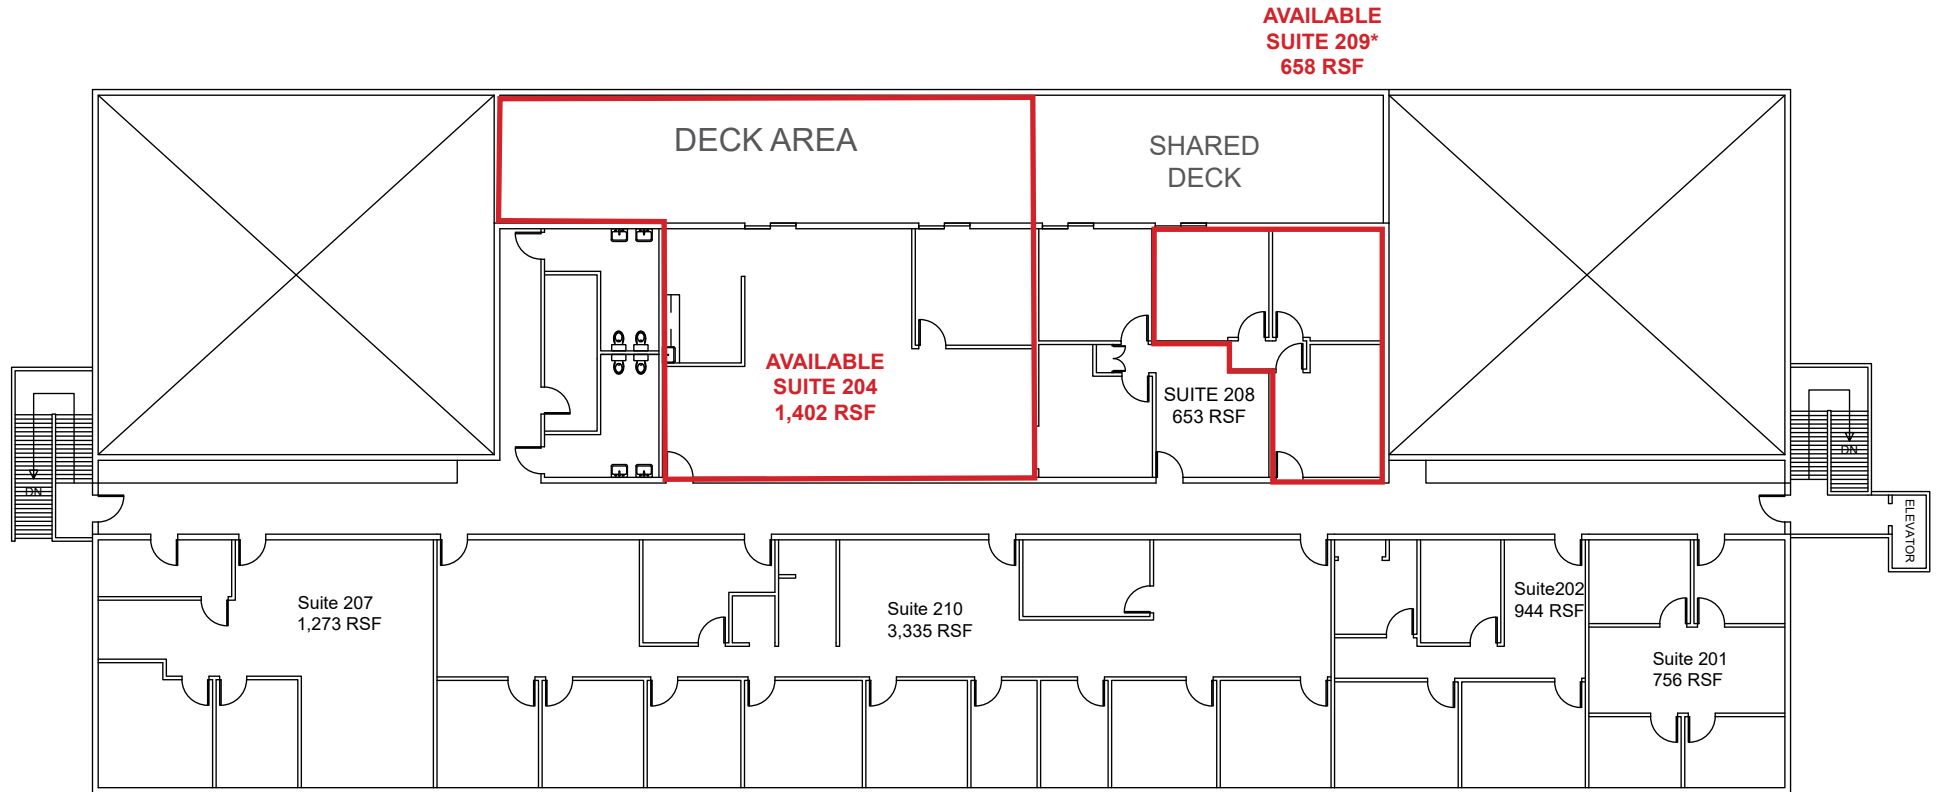 AVAILABLE
SUITE 209*
658 RSF
DECK AREA
SHARED
DECK
AVAILABLE
SUITE 204
1,402 RSF
SUITE 208
653 RSF
DN
DN
ELEVATOR
Suite 207
1,273 RSF
Suite 210
3,335 RSF
Suite202
944 RSF
Suite 201
756 RSF